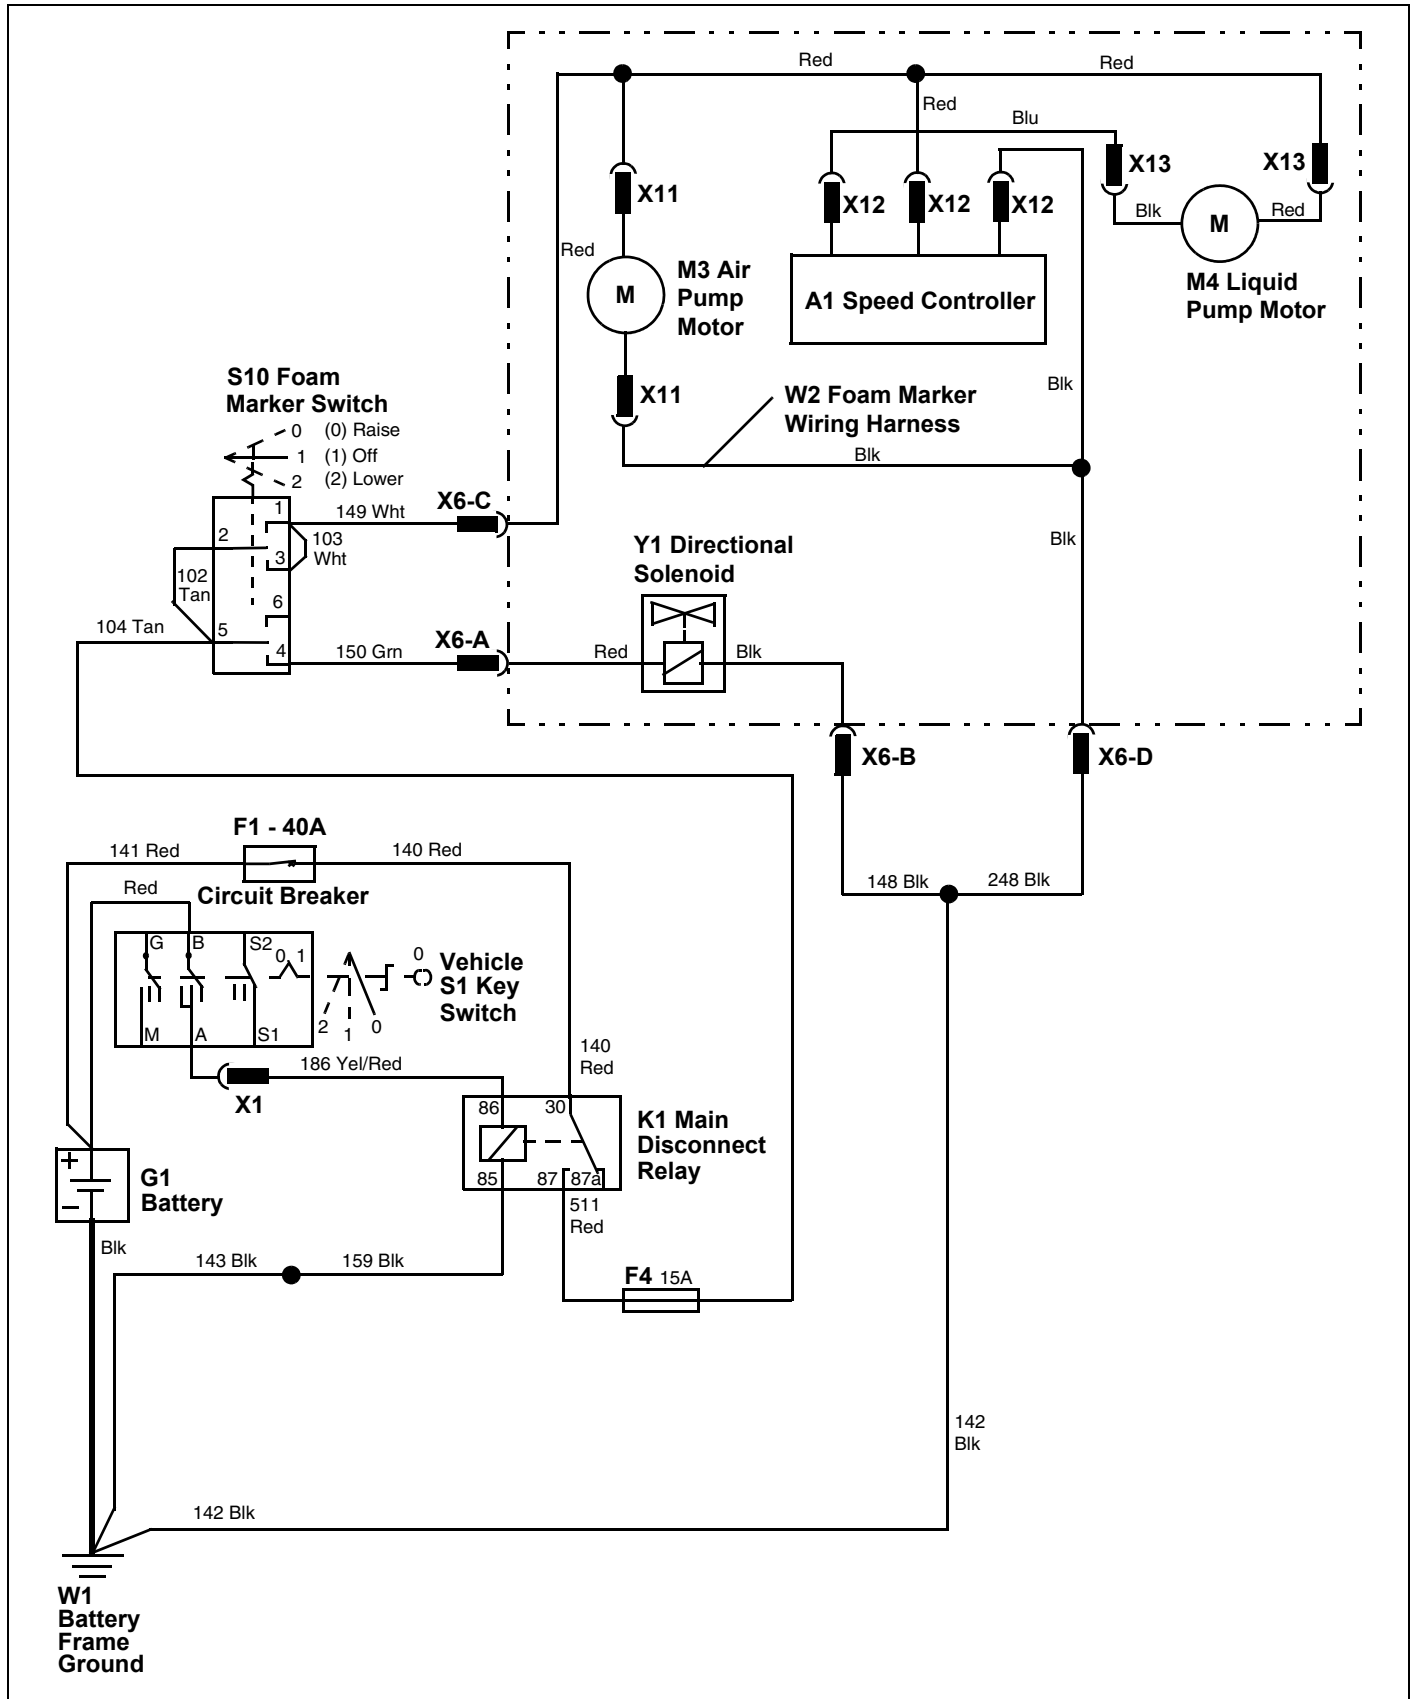 Red
Red
Red
Blu
X11
X12
X12
X12
X13
X13
Blk
Red
M
Red
M
M3 Air
Pump
Motor
A1 Speed Controller
M4 Liquid
Pump Motor
X11
W2 Foam Marker
Wiring Harness
Blk
Blk
Blk
S10 Foam
Marker Switch
0 (0) Raise
1 (1) Off
2 (2) Lower
1
149 Wht
X6-C
2
3
103
Wht
102
Tan
6
104 Tan
5
4
150 Grn
X6-A
Y1 Directional
Solenoid
Red
Blk
X6-B
X6-D
148 Blk
248 Blk
F1 - 40A
141 Red
140 Red
Circuit Breaker
Red
G
B
S2
0
1
M
A
S1
2
1
0
0
Vehicle
S1 Key
Switch
186 Yel/Red
X1
140
Red
86
30
85
87
87a
K1 Main
Disconnect
Relay
+
−
G1
Battery
511
Red
Blk
143 Blk
159 Blk
F4 15A
142
Blk
142 Blk
W1
Battery
Frame
Ground